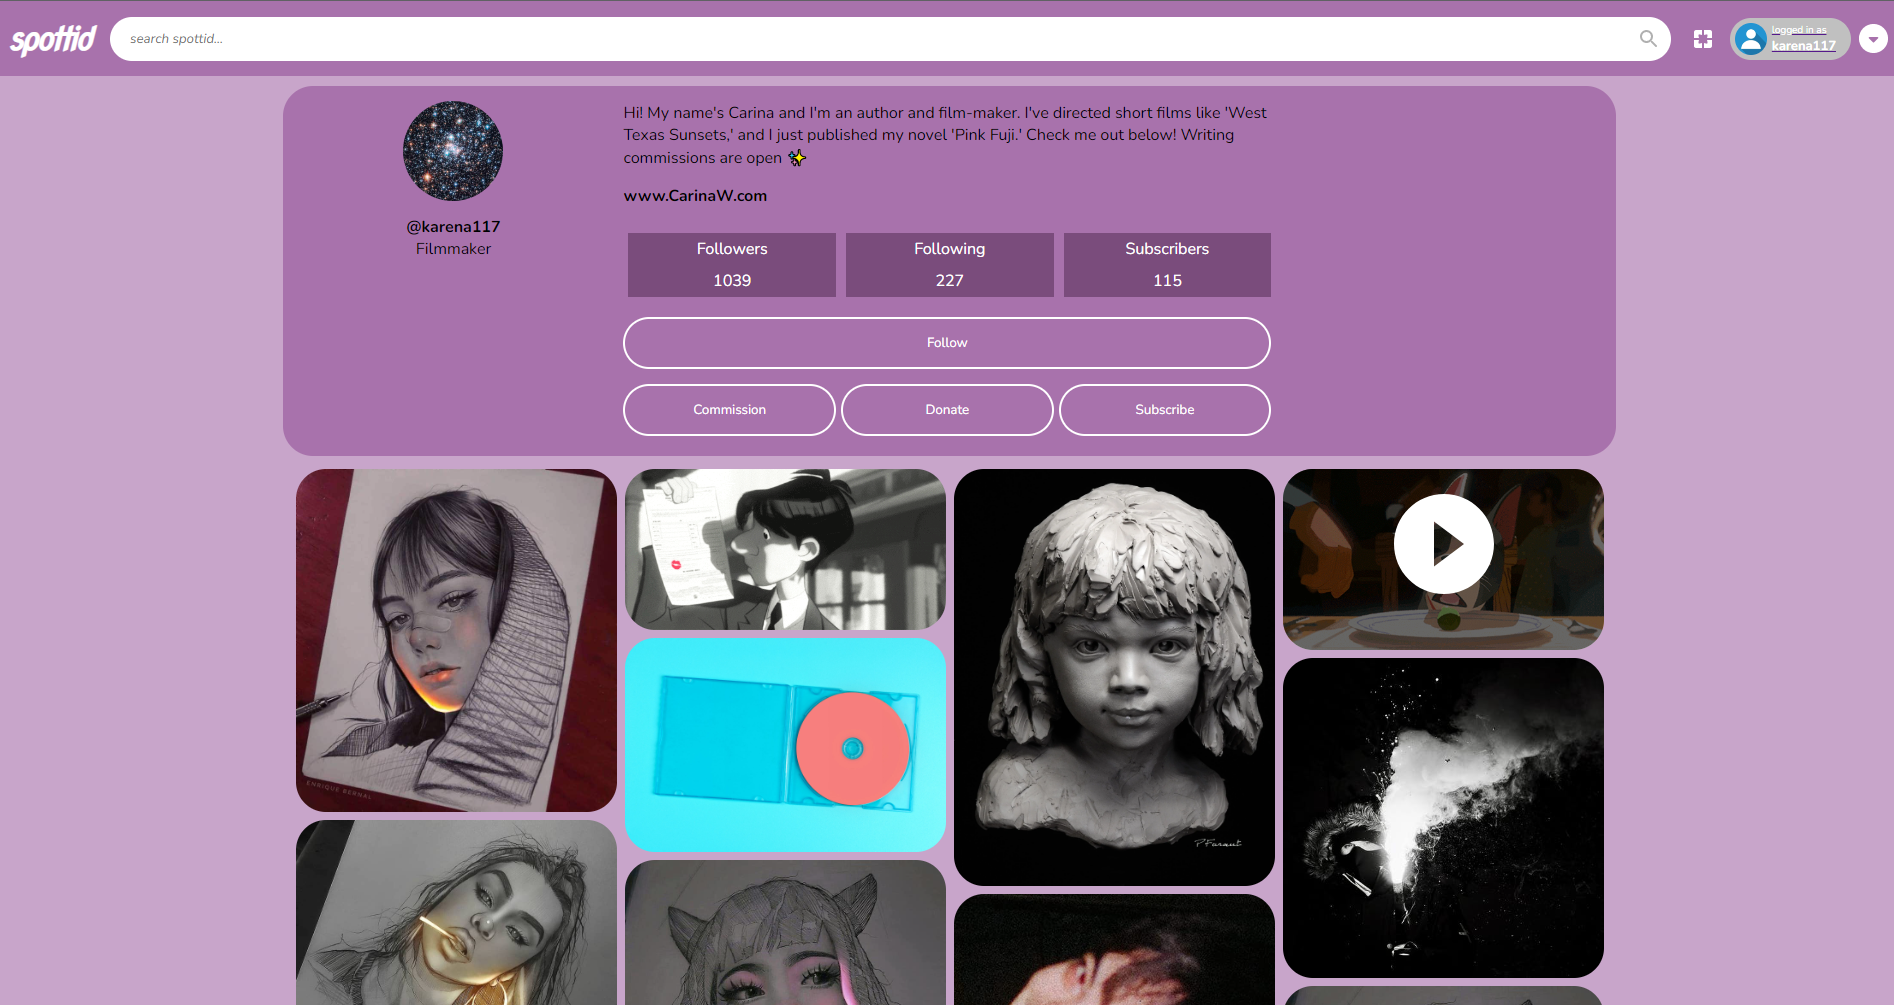 spottid
search spottid...
logged in as
karena117
Hi! My name's Carina and I'm an author and film-maker. I've directed short films like 'West
Texas Sunsets,' and I just published my novel 'Pink Fuji.' Check me out below! Writing
commissions are open ✨
www.CarinaW.com
@karena117
Filmmaker
Followers
1039
Following
227
Subscribers
115
Follow
Commission
Donate
Subscribe
ENRIQUE BERNAL